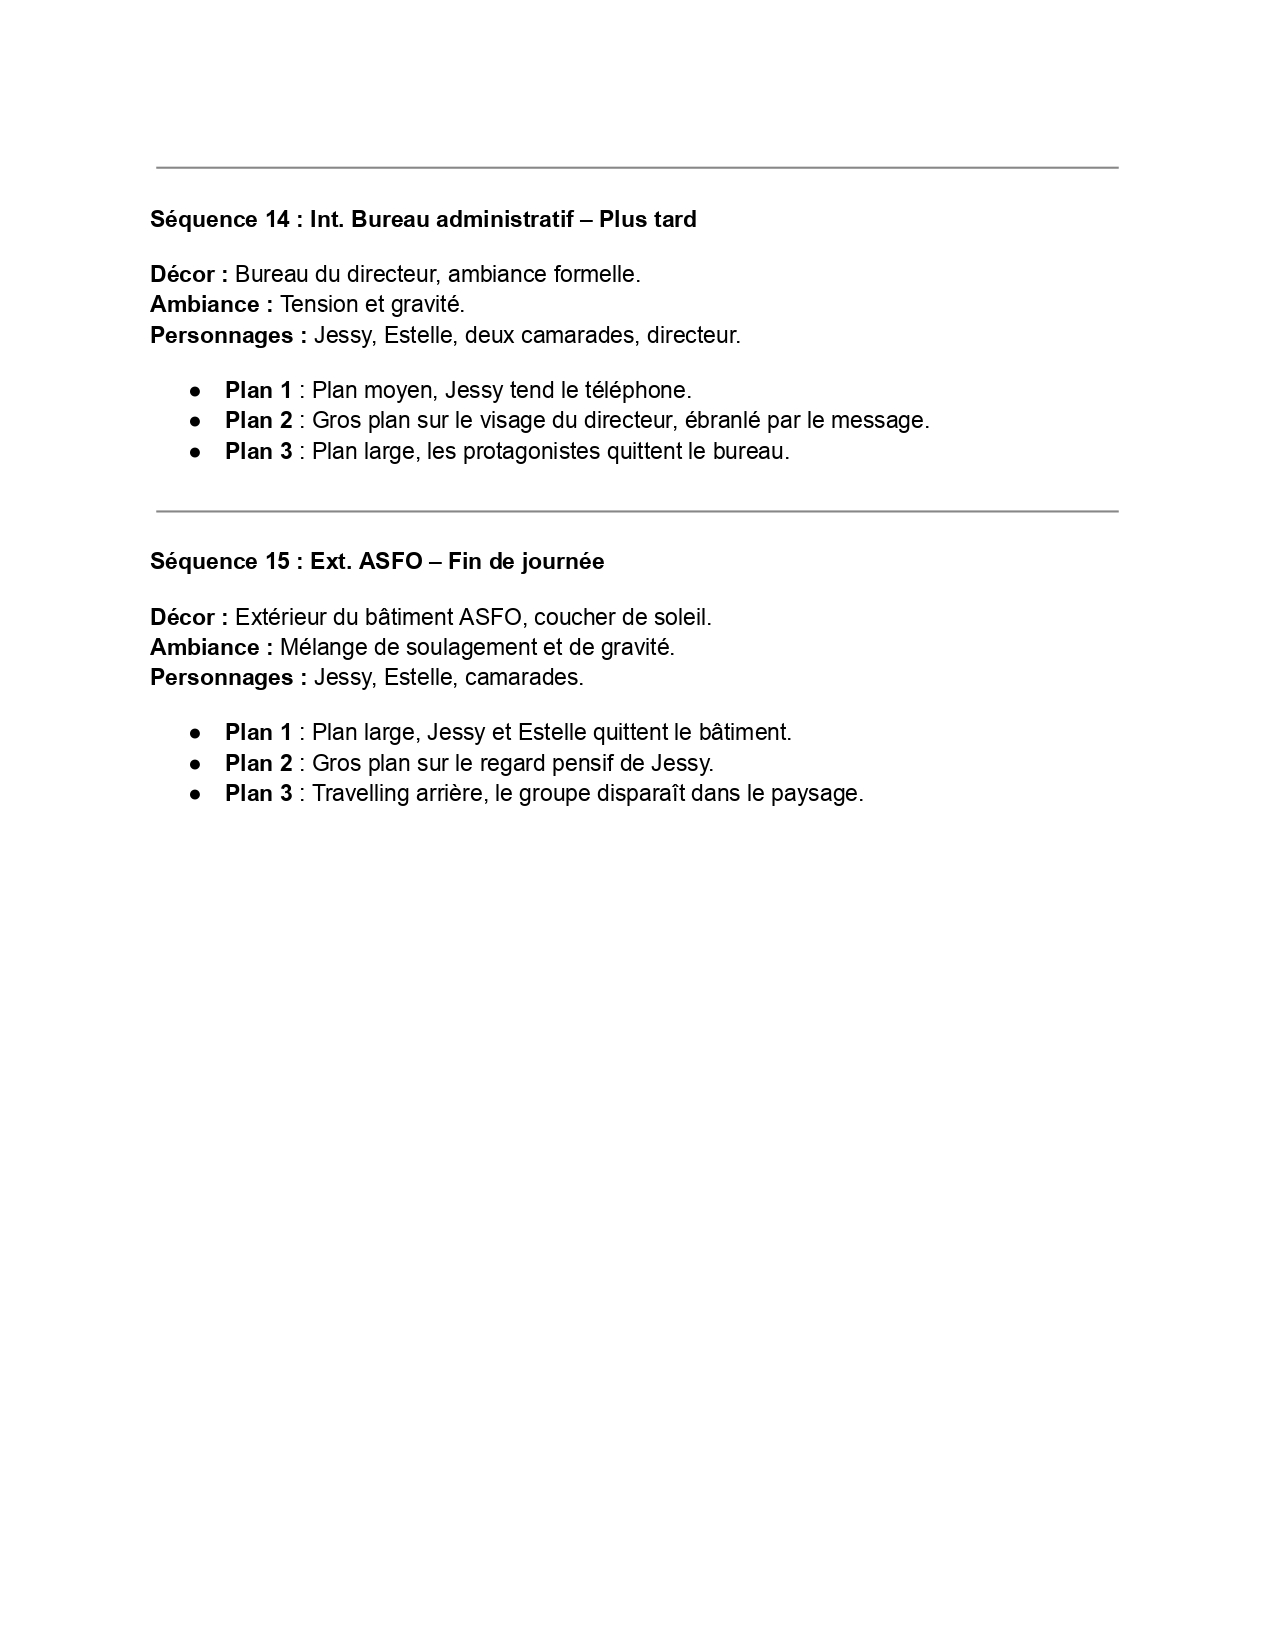 Séquence 14 : Int. Bureau administratif – Plus tard
Décor : Bureau du directeur, ambiance formelle.
Ambiance : Tension et gravité.
Personnages : Jessy, Estelle, deux camarades, directeur.
● Plan 1 : Plan moyen, Jessy tend le téléphone.
● Plan 2 : Gros plan sur le visage du directeur, ébranlé par le message.
● Plan 3 : Plan large, les protagonistes quittent le bureau.
Séquence 15 : Ext. ASFO – Fin de journée
Décor : Extérieur du bâtiment ASFO, coucher de soleil.
Ambiance : Mélange de soulagement et de gravité.
Personnages : Jessy, Estelle, camarades.
● Plan 1 : Plan large, Jessy et Estelle quittent le bâtiment.
● Plan 2 : Gros plan sur le regard pensif de Jessy.
● Plan 3 : Travelling arrière, le groupe disparaît dans le paysage.